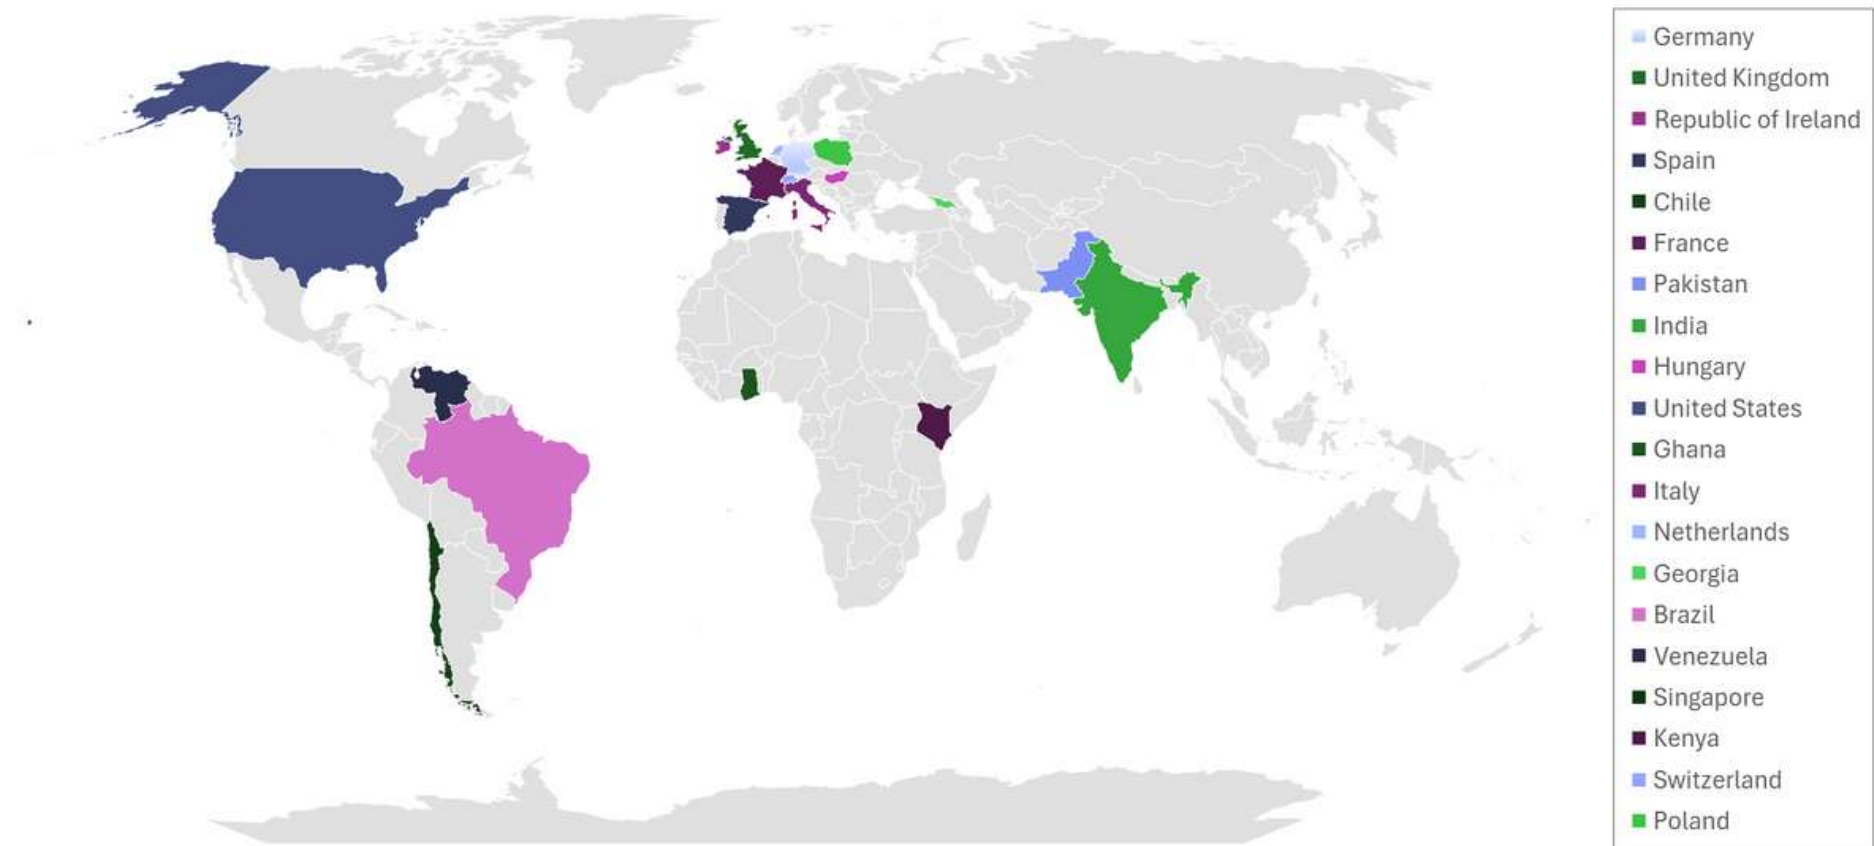 Germany
United Kingdom
Republic of Ireland
Spain
Chile
France
Pakistan
India
Hungary
United States
Ghana
Italy
Netherlands
Georgia
Brazil
Venezuela
Singapore
Kenya
Switzerland
Poland